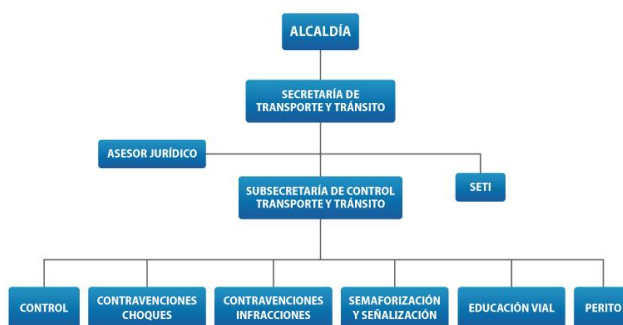 ALCALDÍA
SECRETARÍA DE
TRANSPORTE Y TRÁNSITO
ASESOR JURÍDICO
SETI
SUBSECRETARÍA DE CONTROL
TRANSPORTE Y TRÁNSITO
CONTROL
CONTRAVENCIONES
CHOQUES
CONTRAVENCIONES
INFRACCIONES
SEMAFORIZACIÓN
Y SEÑALIZACIÓN
EDUCACIÓN VIAL
PERITO